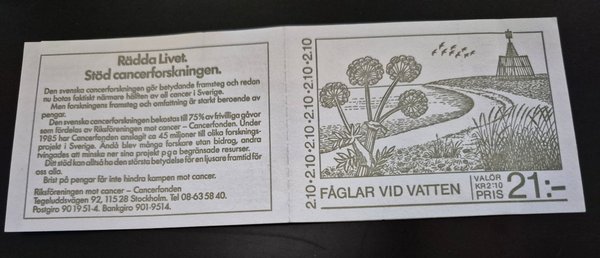 Rädda Livet.
Stöd cancerforskningen.
Den svenska cancerforskningen gör betydande framsteg och redan
nu botas faktiskt närmare hälften av all cancer i Sverige.
Men forskningens framsteg och omfattning är starkt beroende av
pengar.
Den svenska cancerforskningen bekostas till 75% av frivilliga gåvor
som fördelas av Riksföreningen mot cancer – Cancerfonden. Under
1985 har Cancerfonden anslagit ca 45 miljoner till olika forsknings-
projekt i Sverige. Ändå blev många forskare utan bidrag, andra
tvingades att minska ner sina projekt p g a begränsade resurser.
Ditt stöd kan alltså ha den största betydelse för en ljusare framtid för
oss alla.
Brist på pengar får inte hindra kampen mot cancer.
Riksföreningen mot cancer – Cancerfonden
Tegeluddsvägen 92, 115 28 Stockholm. Tel 08-63 58 40.
Postgiro 90 19 51-4. Bankgiro 901-9514.
2.10·2.10·2.10·2.10·2.10·2.10·2.10·2.10·2.10·2.10
FÅGLAR VID VATTEN
VALÖR
KR 2:10
PRIS
21:-